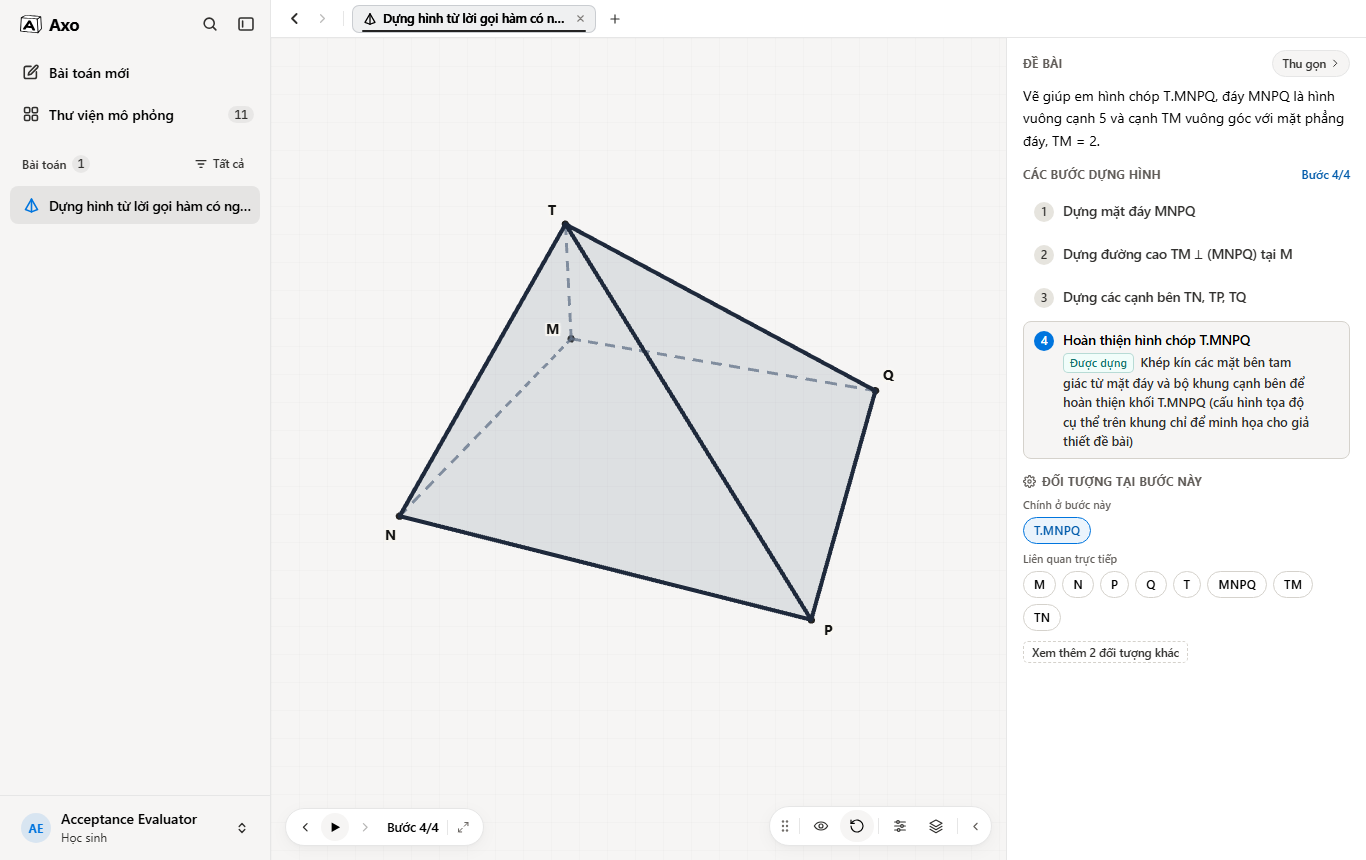 Axo
Bài toán mới
Thư viện mô phỏng 11
Bài toán 1 Tất cả
Dựng hình từ lời gọi hàm có ng...
Acceptance Evaluator
AE
Học sinh
Dựng hình từ lời gọi hàm có n...
T
M
Q
N
P
Bước 4/4
ĐỀ BÀI Thu gọn
Vẽ giúp em hình chóp T.MNPQ, đáy MNPQ là hình
vuông cạnh 5 và cạnh TM vuông góc với mặt phẳng
đáy, TM = 2.
CÁC BƯỚC DỰNG HÌNH Bước 4/4
1 Dựng mặt đáy MNPQ
2 Dựng đường cao TM ⊥ (MNPQ) tại M
3 Dựng các cạnh bên TN, TP, TQ
4 Hoàn thiện hình chóp T.MNPQ
Được dựng Khép kín các mặt bên tam
giác từ mặt đáy và bộ khung cạnh bên để
hoàn thiện khối T.MNPQ (cấu hình tọa độ
cụ thể trên khung chỉ để minh họa cho giả
thiết đề bài)
ĐỐI TƯỢNG TẠI BƯỚC NÀY
Chính ở bước này
T.MNPQ
Liên quan trực tiếp
M N P Q T MNPQ TM
TN
Xem thêm 2 đối tượng khác